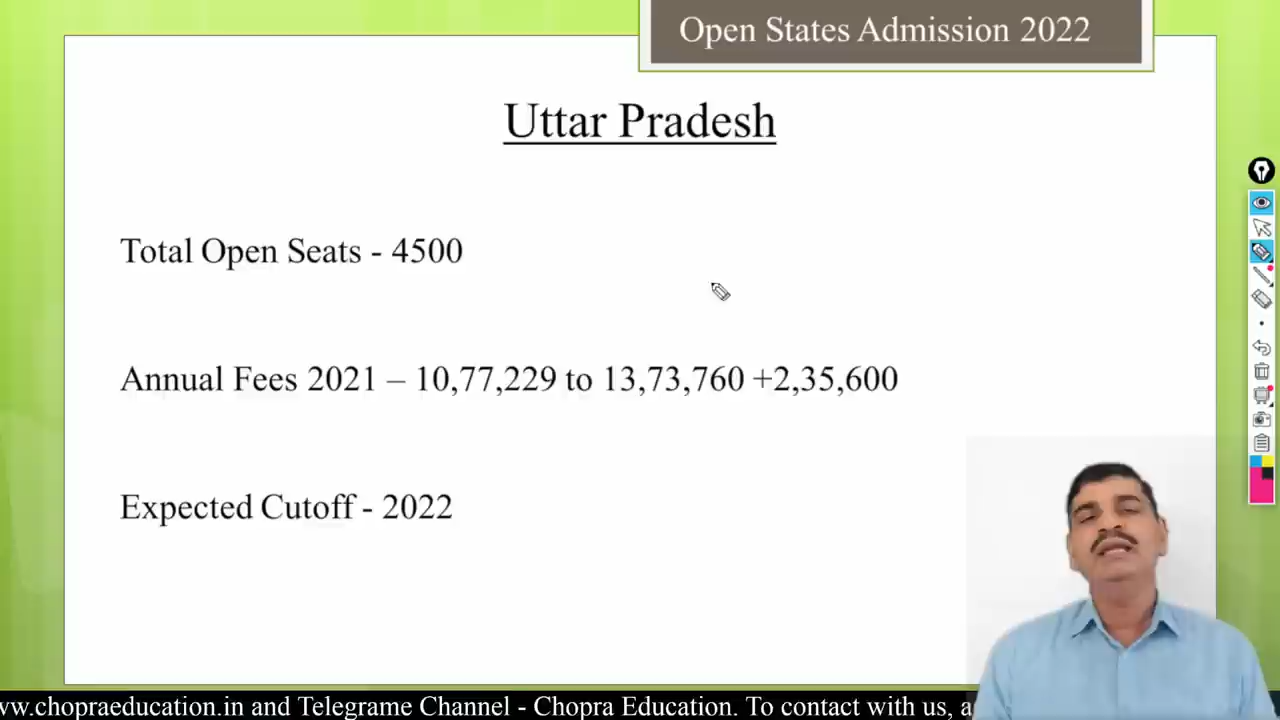 Open States Admission 2022
Uttar Pradesh
Total Open Seats - 4500
Annual Fees 2021 – 10,77,229 to 13,73,760 +2,35,600
Expected Cutoff - 2022
ww.chopraeducation.in and Telegrame Channel - Chopra Education. To contact with us, a